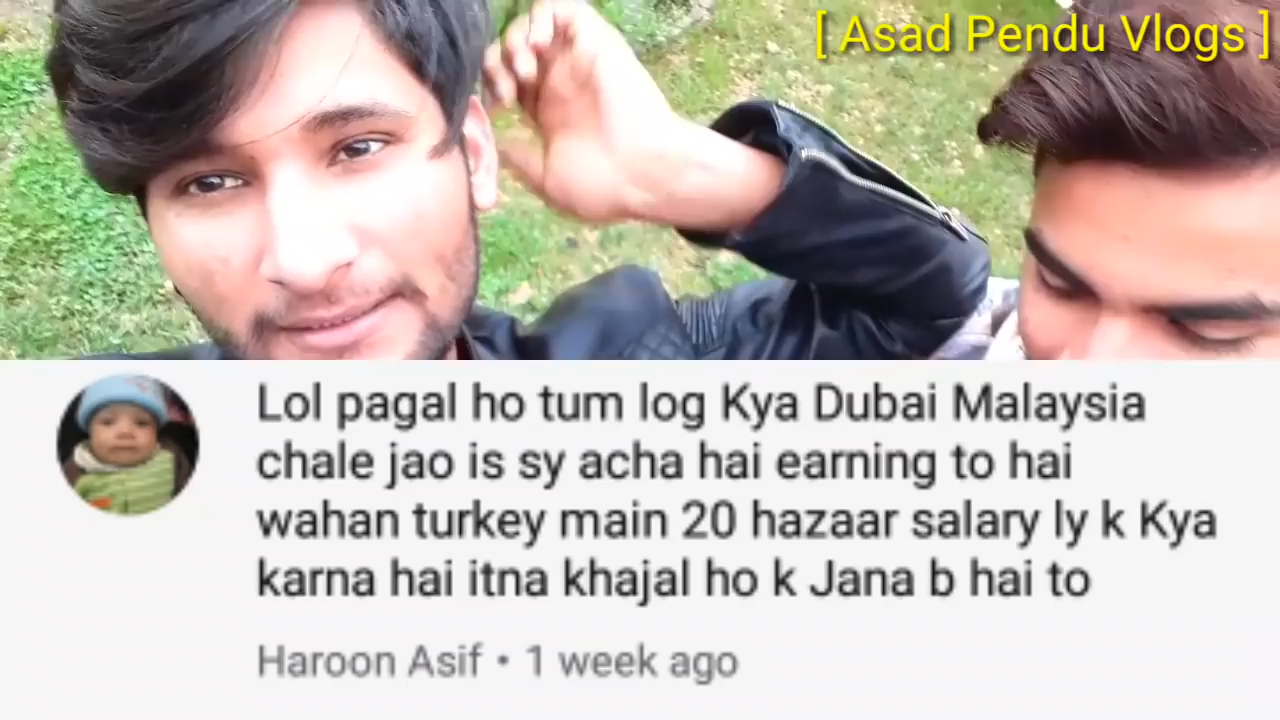 [ Asad Pendu Vlogs ]
Lol pagal ho tum log Kya Dubai Malaysia
chale jao is sy acha hai earning to hai
wahan turkey main 20 hazaar salary ly k Kya
karna hai itna khajal ho k Jana b hai to
Haroon Asif • 1 week ago